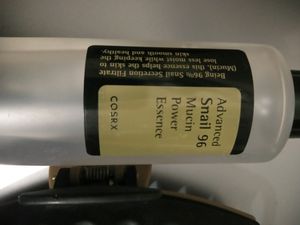 Advanced
Snail 96
Mucin
Power
Essence
COSRX
Being 96% Snail Secretion Filtrate
(Mucin), this essence helps the skin to
lose less moist while keeping the
skin smooth and healthy.